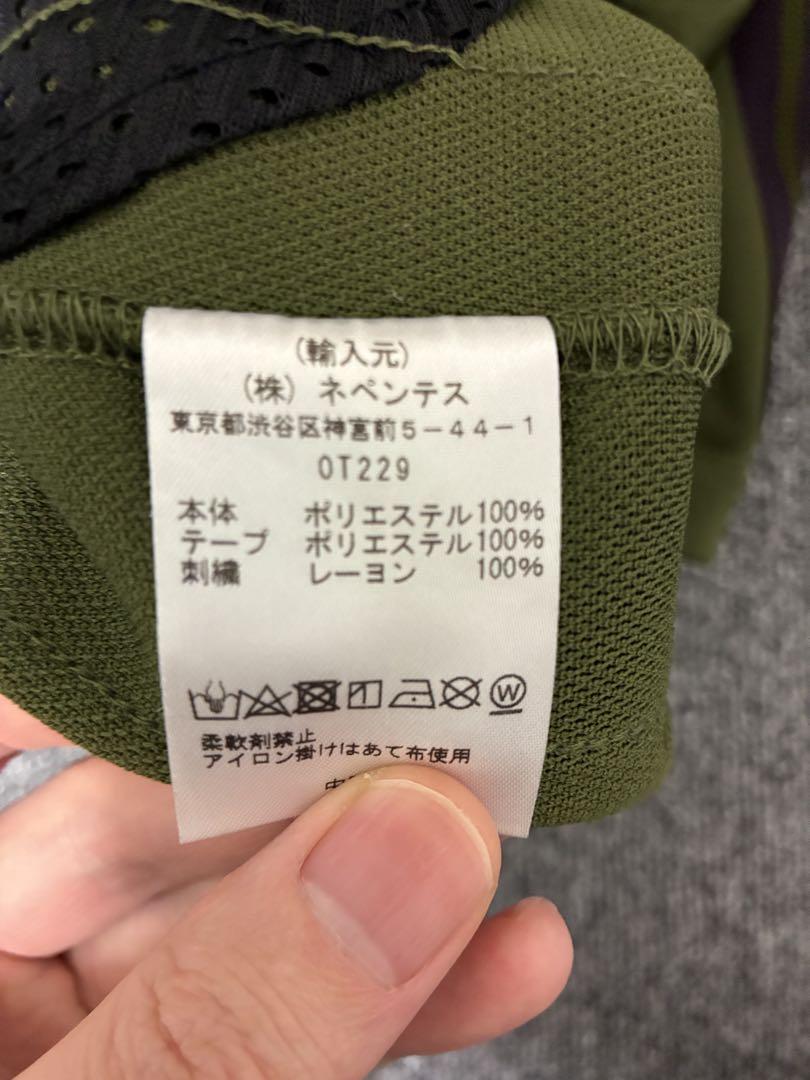 (輸入元)
(株) ネペンテス
東京都渋谷区神宮前5-44-1
OT229
本体 ポリエステル100%
テープ ポリエステル100%
刺繍 レーヨン 100%
W
柔軟剤禁止
アイロン掛けはあて布使用